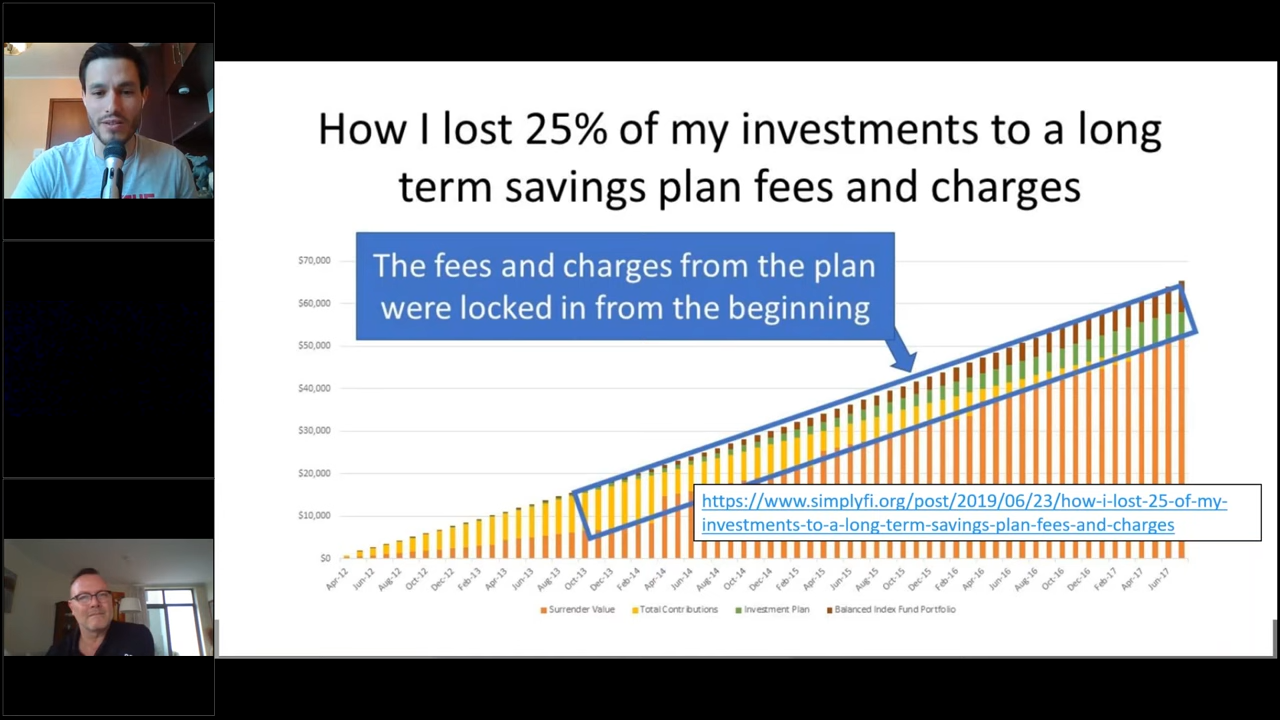 How I lost 25% of my investments to a long
term savings plan fees and charges
The fees and charges from the plan
were locked in from the beginning
$70,000
$60,000
$50,000
$40,000
$30,000
$20,000
$10,000
$0
https://www.simplyfi.org/post/2019/06/23/how-i-lost-25-of-my-
investments-to-a-long-term-savings-plan-fees-and-charges
Apr-12
Jun-12
Aug-12
Oct-12
Dec-12
Feb-13
Apr-13
Jun-13
Aug-13
Oct-13
Dec-13
Feb-14
Apr-14
Jun-14
Aug-14
Oct-14
Dec-14
Feb-15
Apr-15
Jun-15
Aug-15
Oct-15
Dec-15
Feb-16
Apr-16
Jun-16
Aug-16
Oct-16
Dec-16
Feb-17
Apr-17
Jun-17
Surrender Value
Total Contributions
Investment Plan
Balanced Index Fund Portfolio